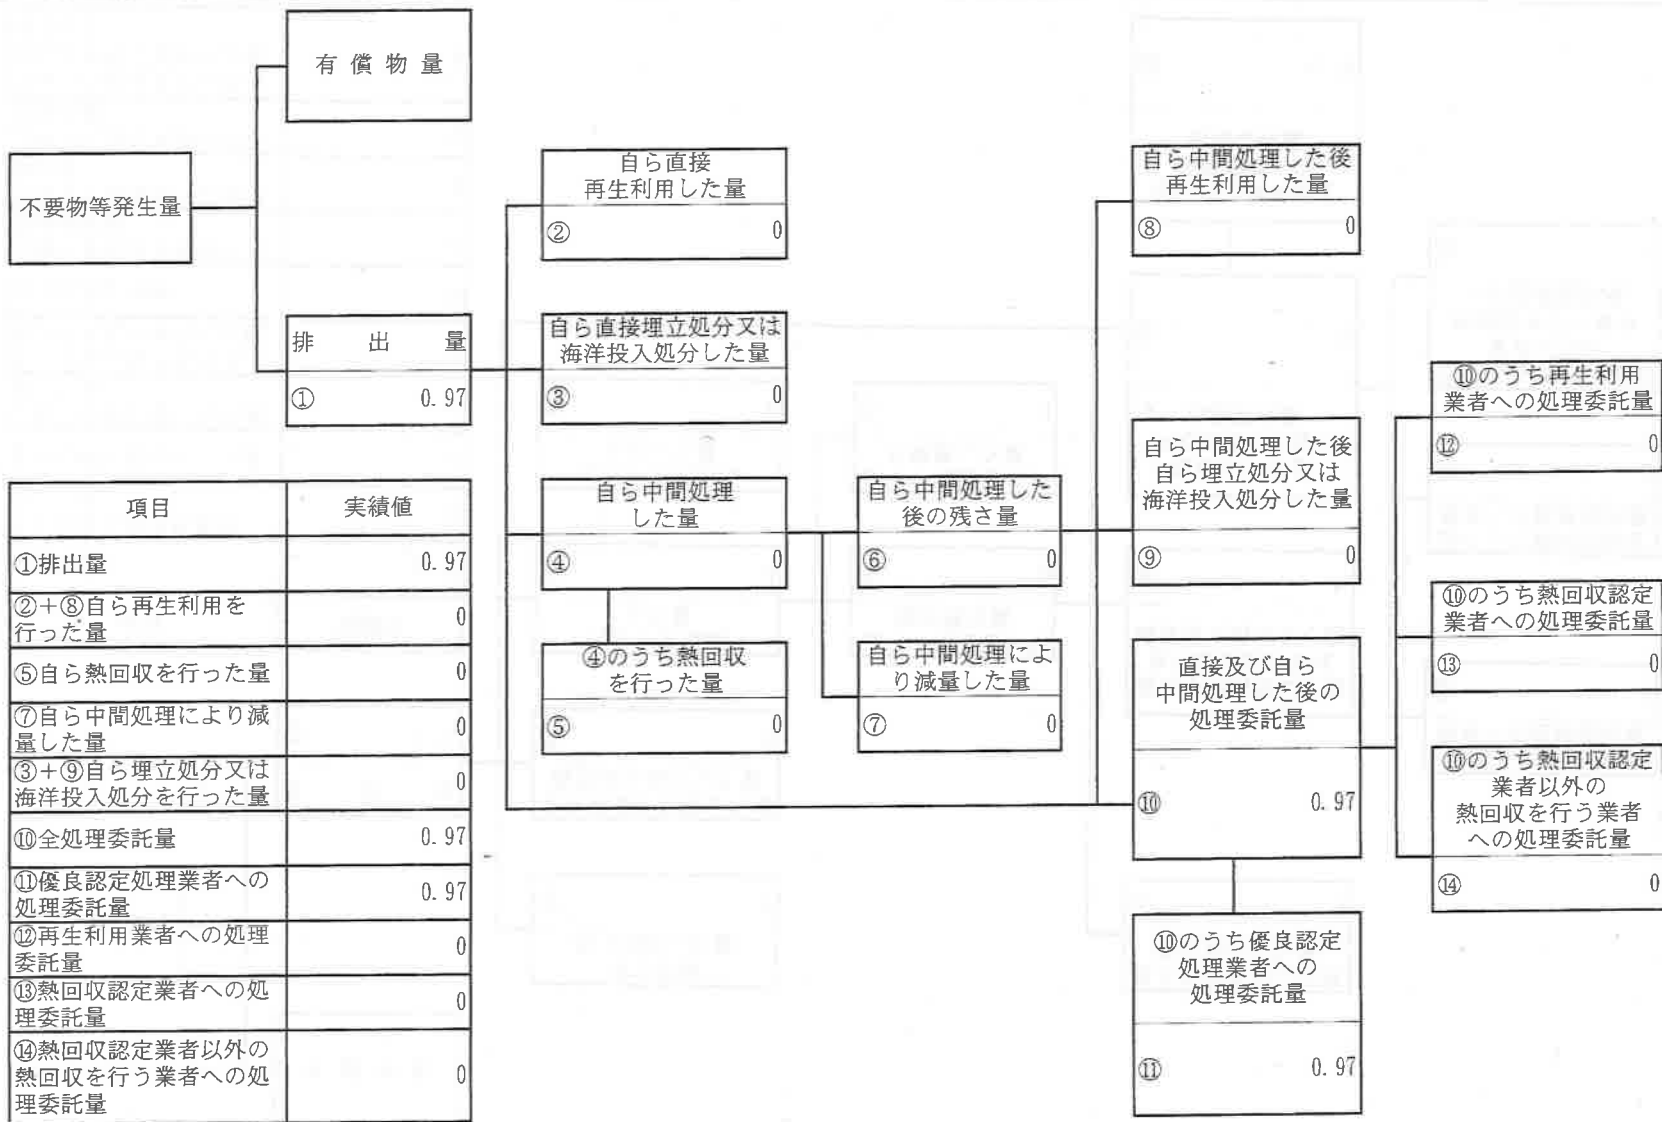 有償物量
不要物等発生量
排出量
① 0.97
自ら直接
再生利用した量
② 0
自ら直接埋立処分又は
海洋投入処分した量
③ 0
自ら中間処理
した量
④ 0
④のうち熱回収
を行った量
⑤ 0
自ら中間処理した
後の残さ量
⑥ 0
自ら中間処理によ
り減量した量
⑦ 0
自ら中間処理した後
再生利用した量
⑧ 0
自ら中間処理した後
自ら埋立処分又は
海洋投入処分した量
⑨ 0
直接及び自ら
中間処理した後の
処理委託量
⑩ 0.97
⑩のうち優良認定
処理業者への
処理委託量
⑪ 0.97
⑩のうち再生利用
業者への処理委託量
⑫ 0
⑩のうち熱回収認定
業者への処理委託量
⑬ 0
⑩のうち熱回収認定
業者以外の
熱回収を行う業者
への処理委託量
⑭ 0
項目 実績値
①排出量 0.97
②+⑧自ら再生利用を
行った量 0
⑤自ら熱回収を行った量 0
⑦自ら中間処理により減
量した量 0
③+⑨自ら埋立処分又は
海洋投入処分を行った量 0
⑩全処理委託量 0.97
⑪優良認定処理業者への
処理委託量 0.97
⑫再生利用業者への処理
委託量 0
⑬熱回収認定業者への処
理委託量 0
⑭熱回収認定業者以外の
熱回収を行う業者への処
理委託量 0